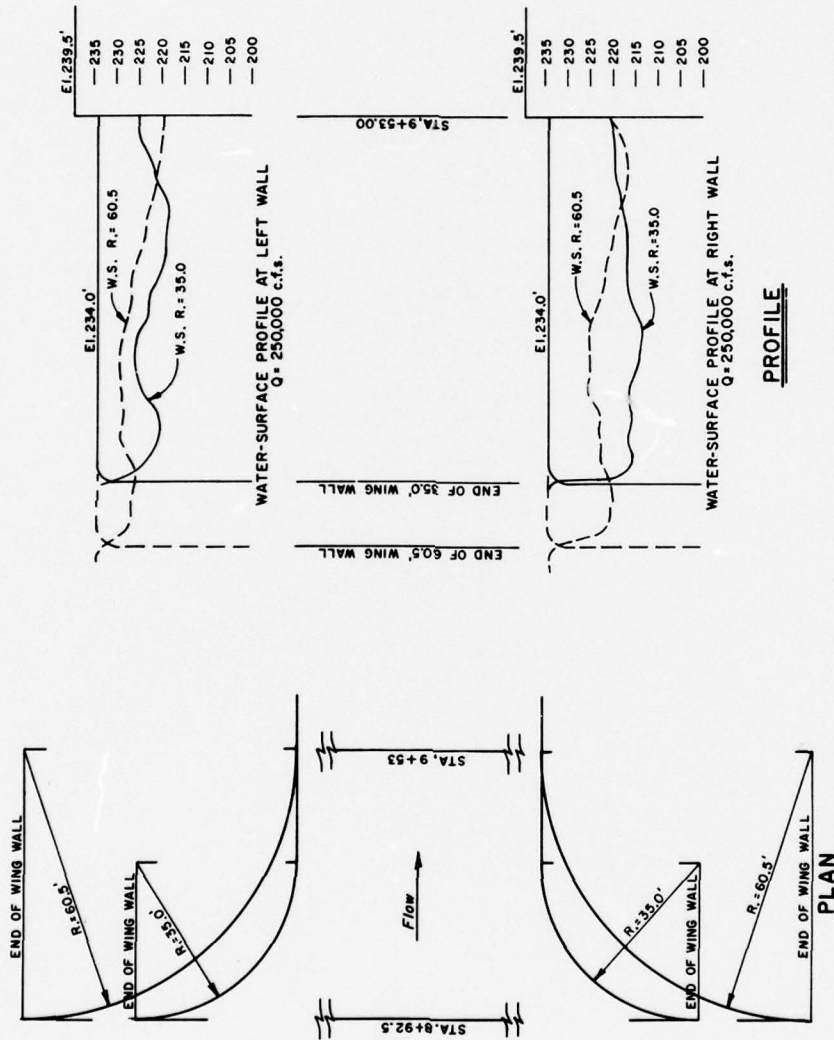 El.239.5'
235
230
225
220
215
210
205
200
El.234.0'
W.S. R.= 60.5
W.S. R.= 35.0
WATER-SURFACE PROFILE AT LEFT WALL
Q= 250,000 c.f.s.
STA. 9+53.00
END OF 35.0' WING WALL
END OF 60.5' WING WALL
El.239.5'
235
230
225
220
215
210
205
200
El.234.0'
W.S. R.=60.5
W.S.R.=35.0
WATER-SURFACE PROFILE AT RIGHT WALL
Q= 250,000 c.f.s.
PROFILE
END OF WING WALL
R.=60.5'
END OF WING WALL
R.=35.0'
STA. 9+53
Flow
STA. 8+92.5
R.=35.0'
END OF WING WALL
R.=60.5'
END OF WING WALL
PLAN